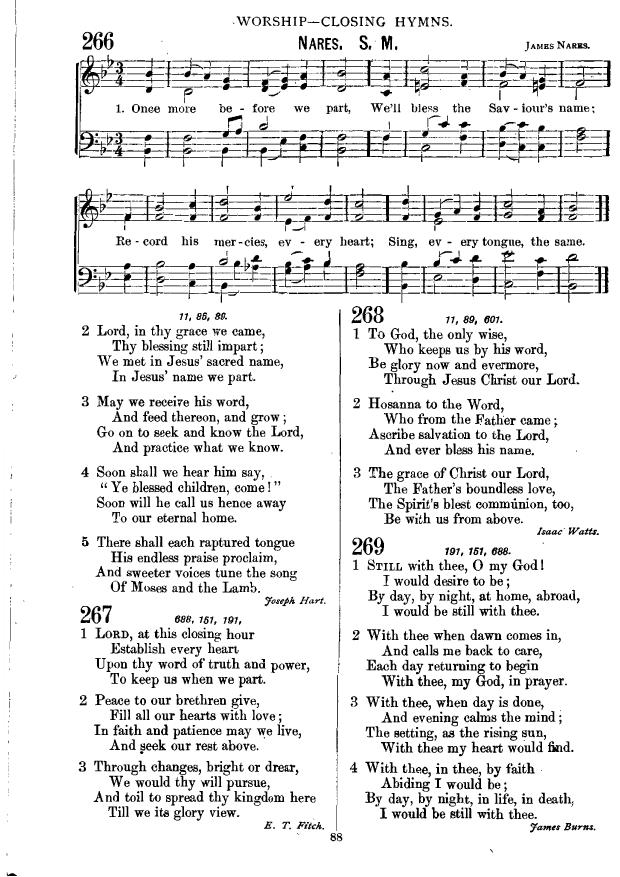 WORSHIP—CLOSING HYMNS.
266
NARES. S. M.
JAMES NARES.
1. Once more be - fore we part, We'll bless the Sav - iour's name;
Re - cord his mer - cies, ev - ery heart; Sing, ev - ery tongue, the same.
11, 85, 89.
2 Lord, in thy grace we came,
Thy blessing still impart;
We met in Jesus' sacred name,
In Jesus' name we part.
3 May we receive his word,
And feed thereon, and grow;
Go on to seek and know the Lord,
And practice what we know.
4 Soon shall we hear him say,
"Ye blessed children, come!"
Soon will he call us hence away
To our eternal home.
5 There shall each raptured tongue
His endless praise proclaim,
And sweeter voices tune the song
Of Moses and the Lamb.
Joseph Hart.
267
688, 151, 191,
1 LORD, at this closing hour
Establish every heart
Upon thy word of truth and power,
To keep us when we part.
2 Peace to our brethren give,
Fill all our hearts with love;
In faith and patience may we live,
And seek our rest above.
3 Through changes, bright or drear,
We would thy will pursue,
And toil to spread thy kingdom here
Till we its glory view.
E. T. Fitch.
268
11, 89, 601.
1 To God, the only wise,
Who keeps us by his word,
Be glory now and evermore,
Through Jesus Christ our Lord.
2 Hosanna to the Word,
Who from the Father came;
Ascribe salvation to the Lord,
And ever bless his name.
3 The grace of Christ our Lord,
The Father's boundless love,
The Spirit's blest communion, too,
Be with us from above.
Isaac Watts.
269
191, 151, 688.
1 STILL with thee, O my God!
I would desire to be;
By day, by night, at home, abroad,
I would be still with thee.
2 With thee when dawn comes in,
And calls me back to care,
Each day returning to begin
With thee, my God, in prayer.
3 With thee, when day is done,
And evening calms the mind;
The setting, as the rising sun,
With thee my heart would find.
4 With thee, in thee, by faith
Abiding I would be;
By day, by night, in life, in death,
I would be still with thee.
James Burns.
88